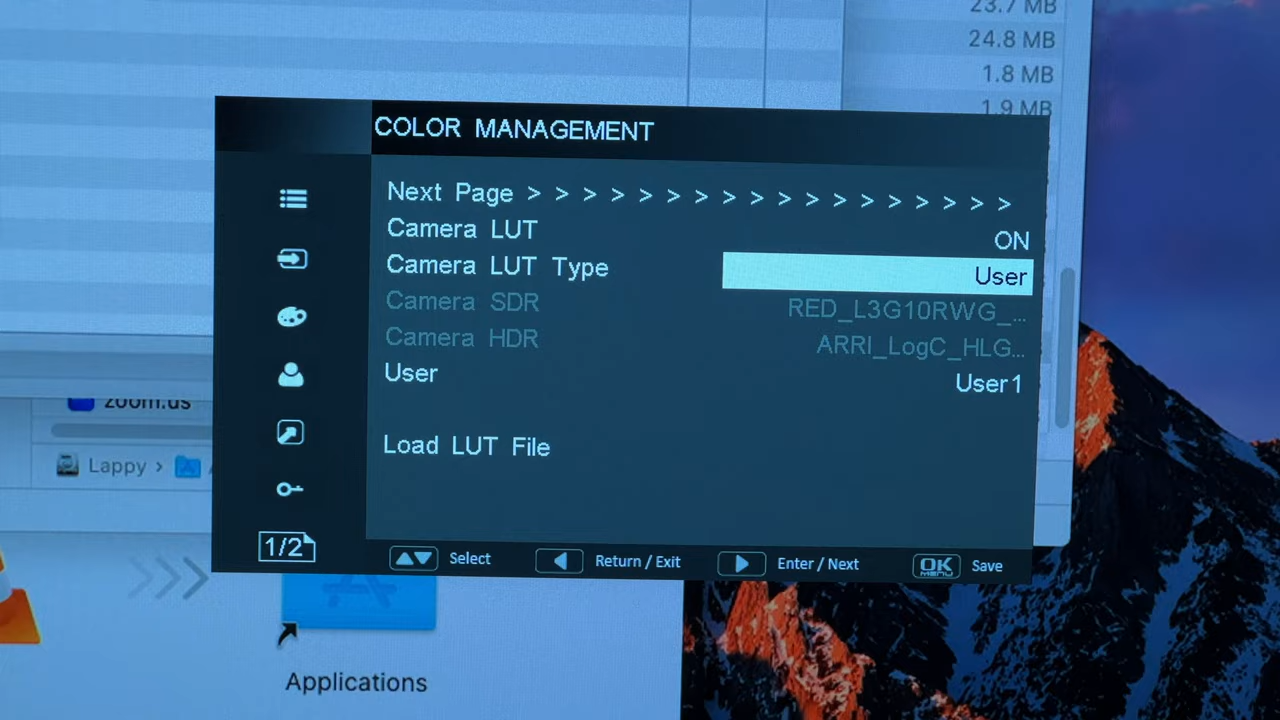 23.7 MB
24.8 MB
1.8 MB
1.9 MB
COLOR MANAGEMENT
Next Page > > > > > > > > > > > > > > > > > >
Camera LUT ON
Camera LUT Type User
Camera SDR RED_L3G10RWG_...
Camera HDR ARRI_LogC_HLG...
User User1
Load LUT File
zoom.us
Lappy >
1/2
Select Return / Exit Enter / Next OK MENU Save
Applications